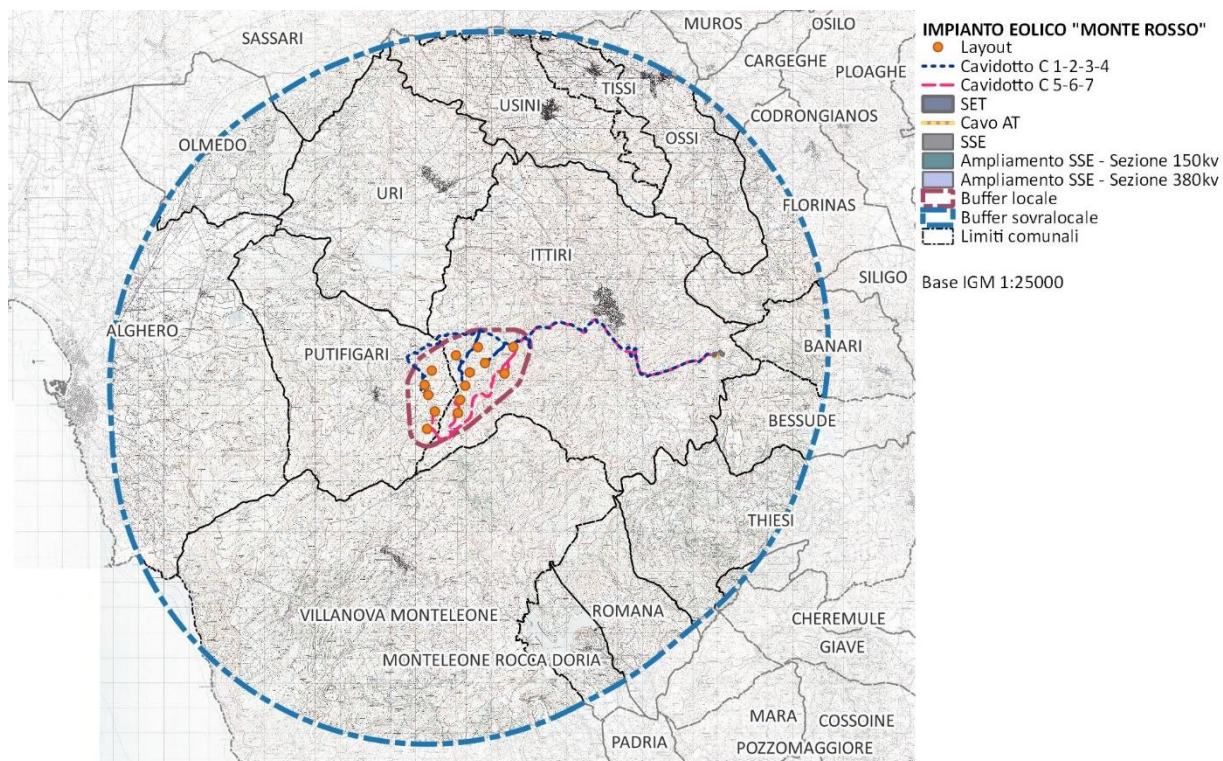 MUROS
OSILO
SASSARI
CARGEGHE
PLOAGHE
TISSI
USINI
CODRONGIANOS
OLMEDO
OSSI
URI
FLORINAS
ITTIRI
SILIGO
ALGHERO
BANARI
PUTIFIGARI
BESSUDE
THIESI
VILLANOVA MONTELEONE
ROMANA
CHEREMULE
GIAVE
MONTELEONE ROCCA DORIA
MARA
COSSOINE
PADRIA
POZZOMAGGIORE
IMPIANTO EOLICO "MONTE ROSSO"
Layout
Cavidotto C 1-2-3-4
Cavidotto C 5-6-7
SET
Cavo AT
SSE
Ampliamento SSE - Sezione 150kv
Ampliamento SSE - Sezione 380kv
Buffer locale
Buffer sovralocale
Limiti comunali
Base IGM 1:25000